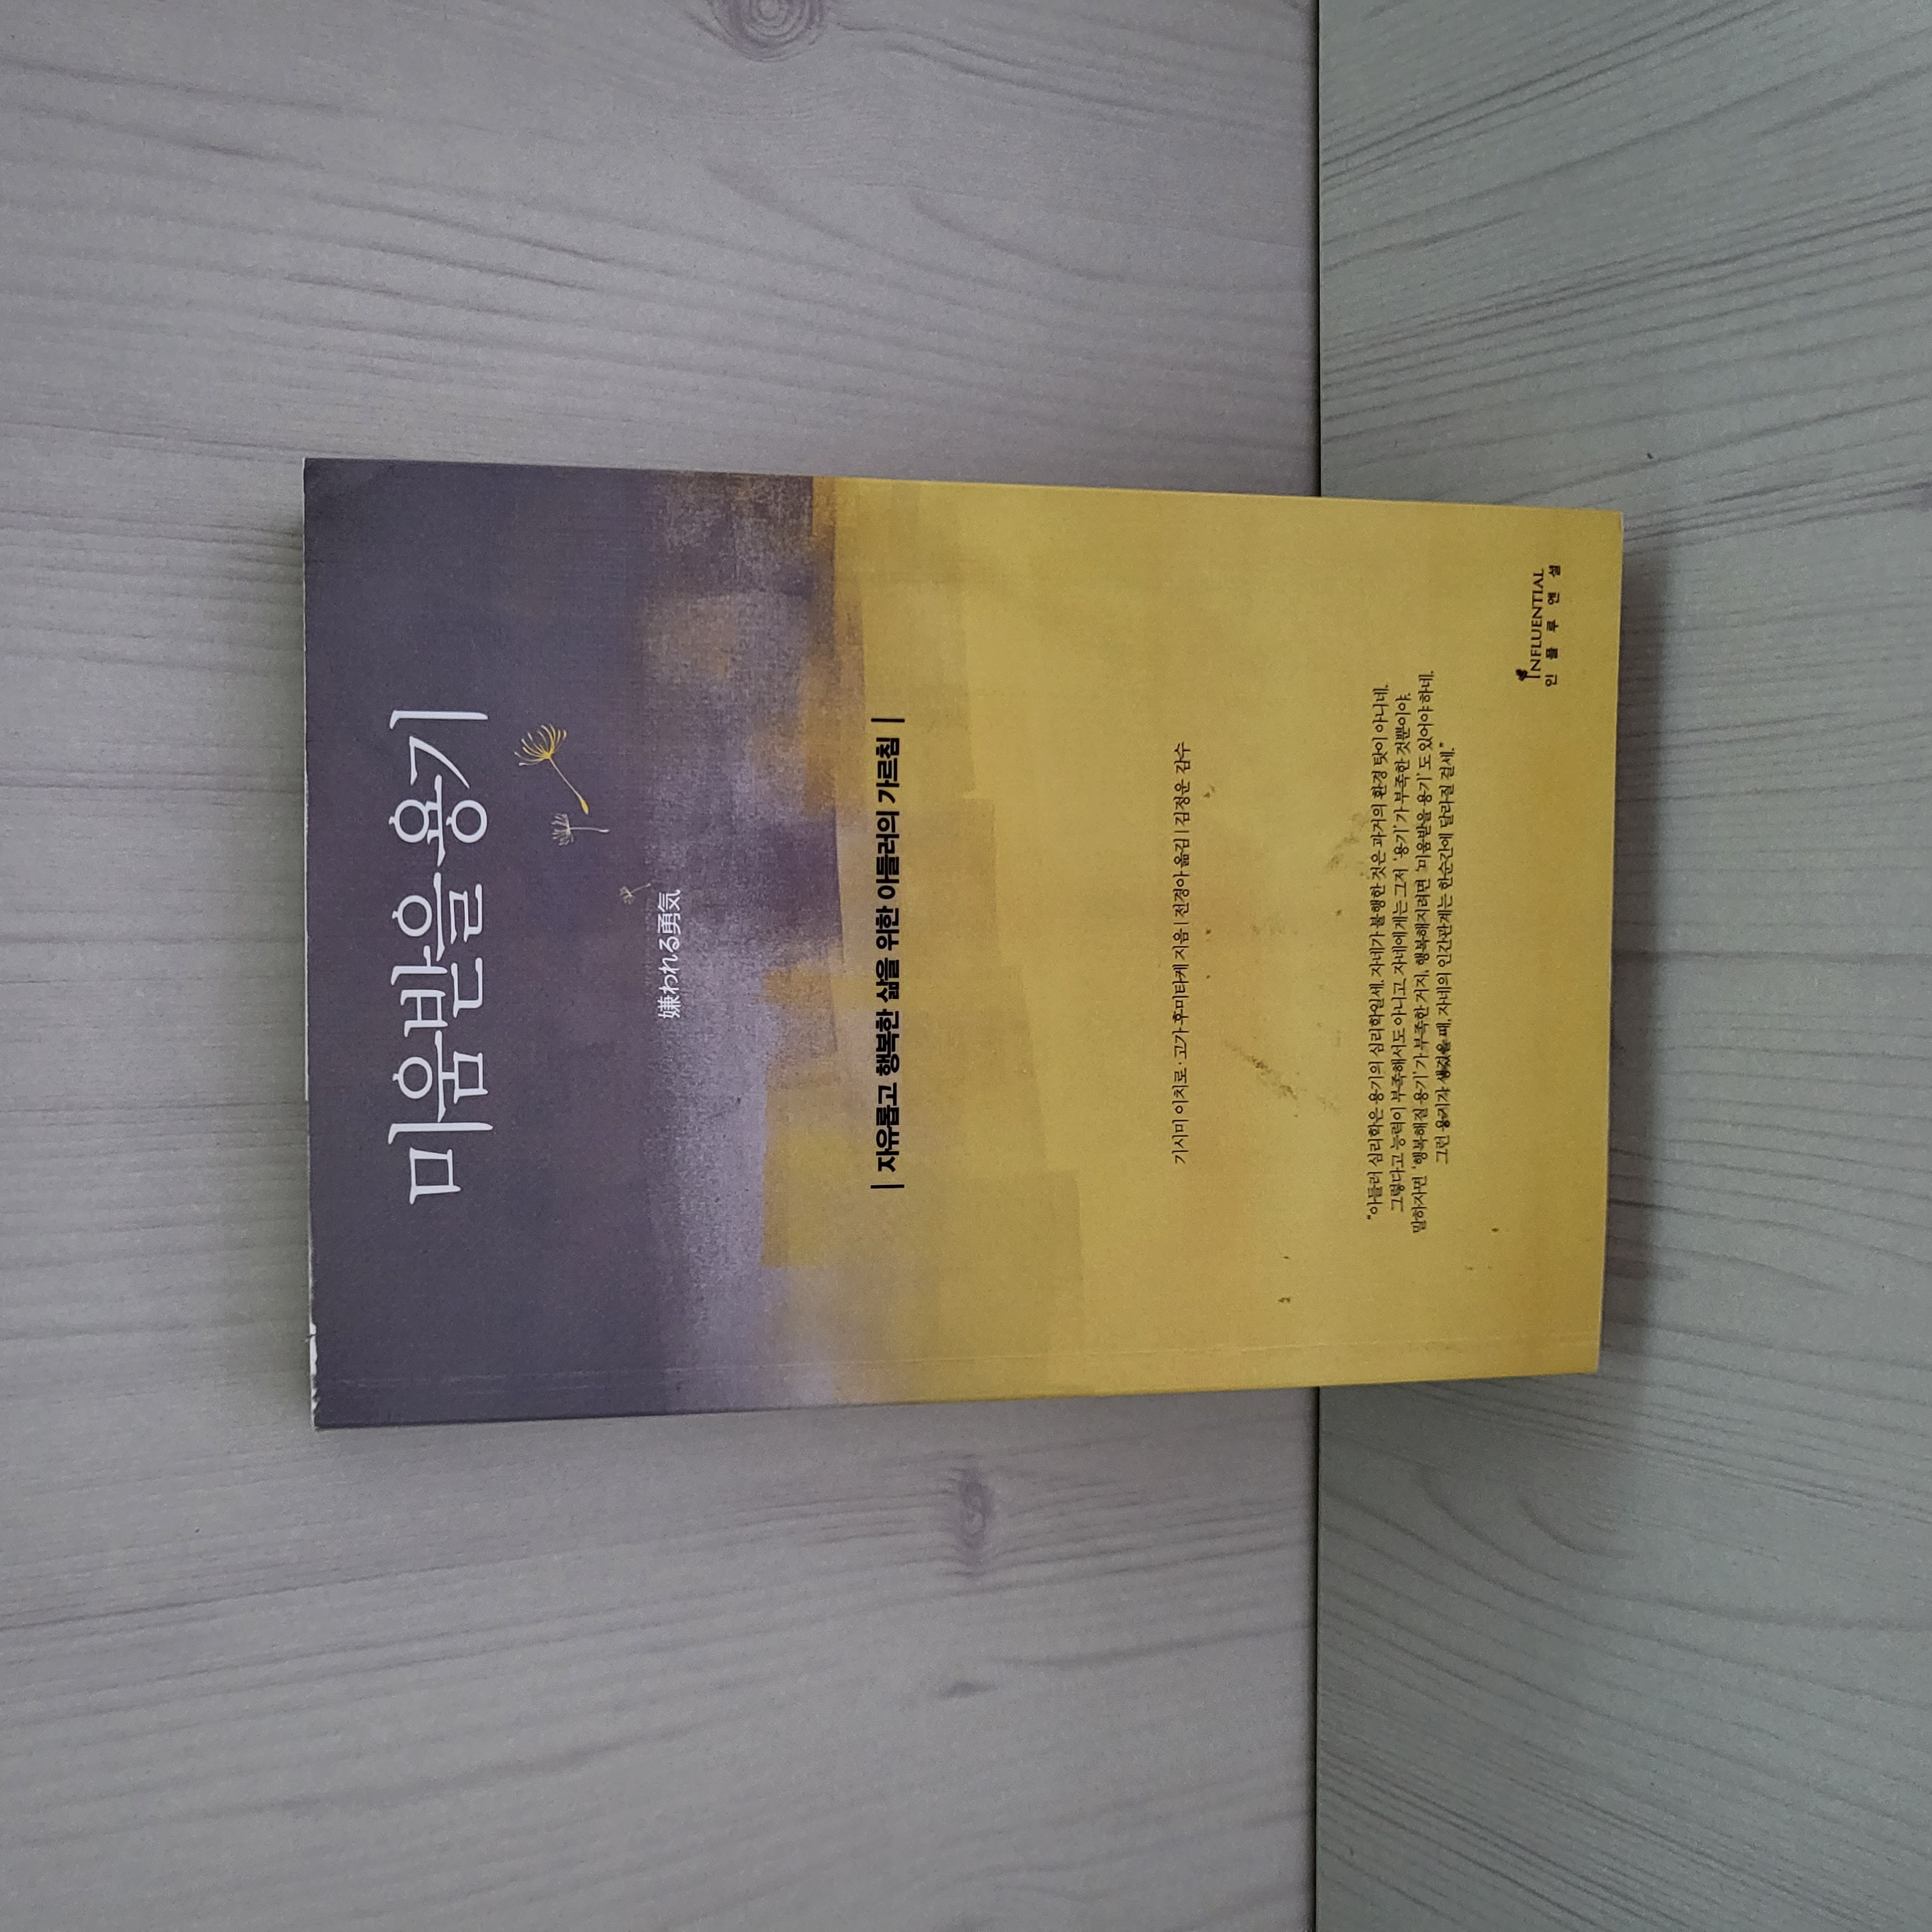 미움받을 용기
嫌われる勇気
| 자유롭고 행복한 삶을 위한 아들러의 가르침 |
기시미 이치로·고가 후미타케 지음 | 전경아 옮김 | 김정운 감수
“아들러 심리학은 용기의 심리학일세. 자네가 불행한 것은 과거의 환경 탓이 아니네.
그렇다고 능력이 부족해서도 아니고. 자네에게는 그저 ‘용기’가 부족한 것뿐이야.
말하자면 ‘행복해질 용기’가 부족한 거지. 행복해지려면 ‘미움받을 용기’도 있어야 하네.
그런 용기가 생겼을 때, 자네의 인간관계는 한순간에 달라질 걸세.”
INFLUENTIAL
인플루엔셜